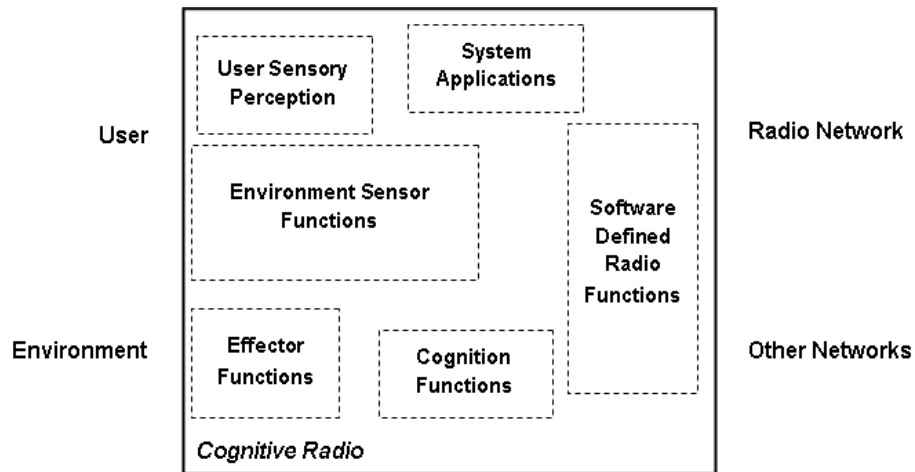 User Sensory
Perception
System
Applications
User
Radio Network
Environment Sensor
Functions
Software
Defined
Radio
Functions
Environment
Effector
Functions
Cognition
Functions
Other Networks
Cognitive Radio